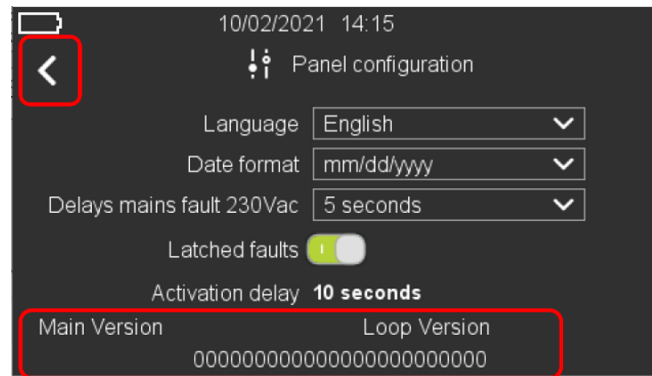 10/02/2021 14:15
Panel configuration
Language English
Date format mm/dd/yyyy
Delays mains fault 230Vac 5 seconds
Latched faults
Activation delay 10 seconds
Main Version Loop Version
000000000000000000000000